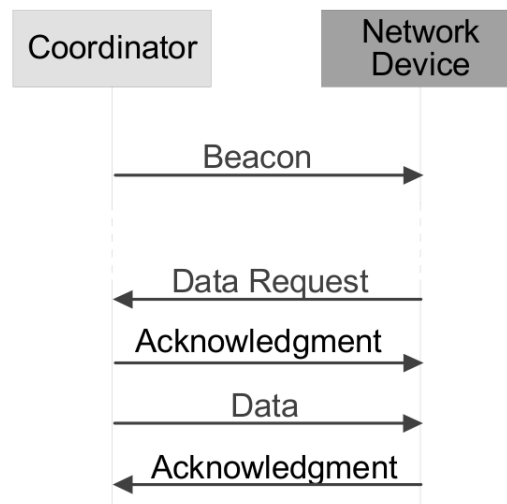 Coordinator
Network
Device
Beacon
Data Request
Acknowledgment
Data
Acknowledgment